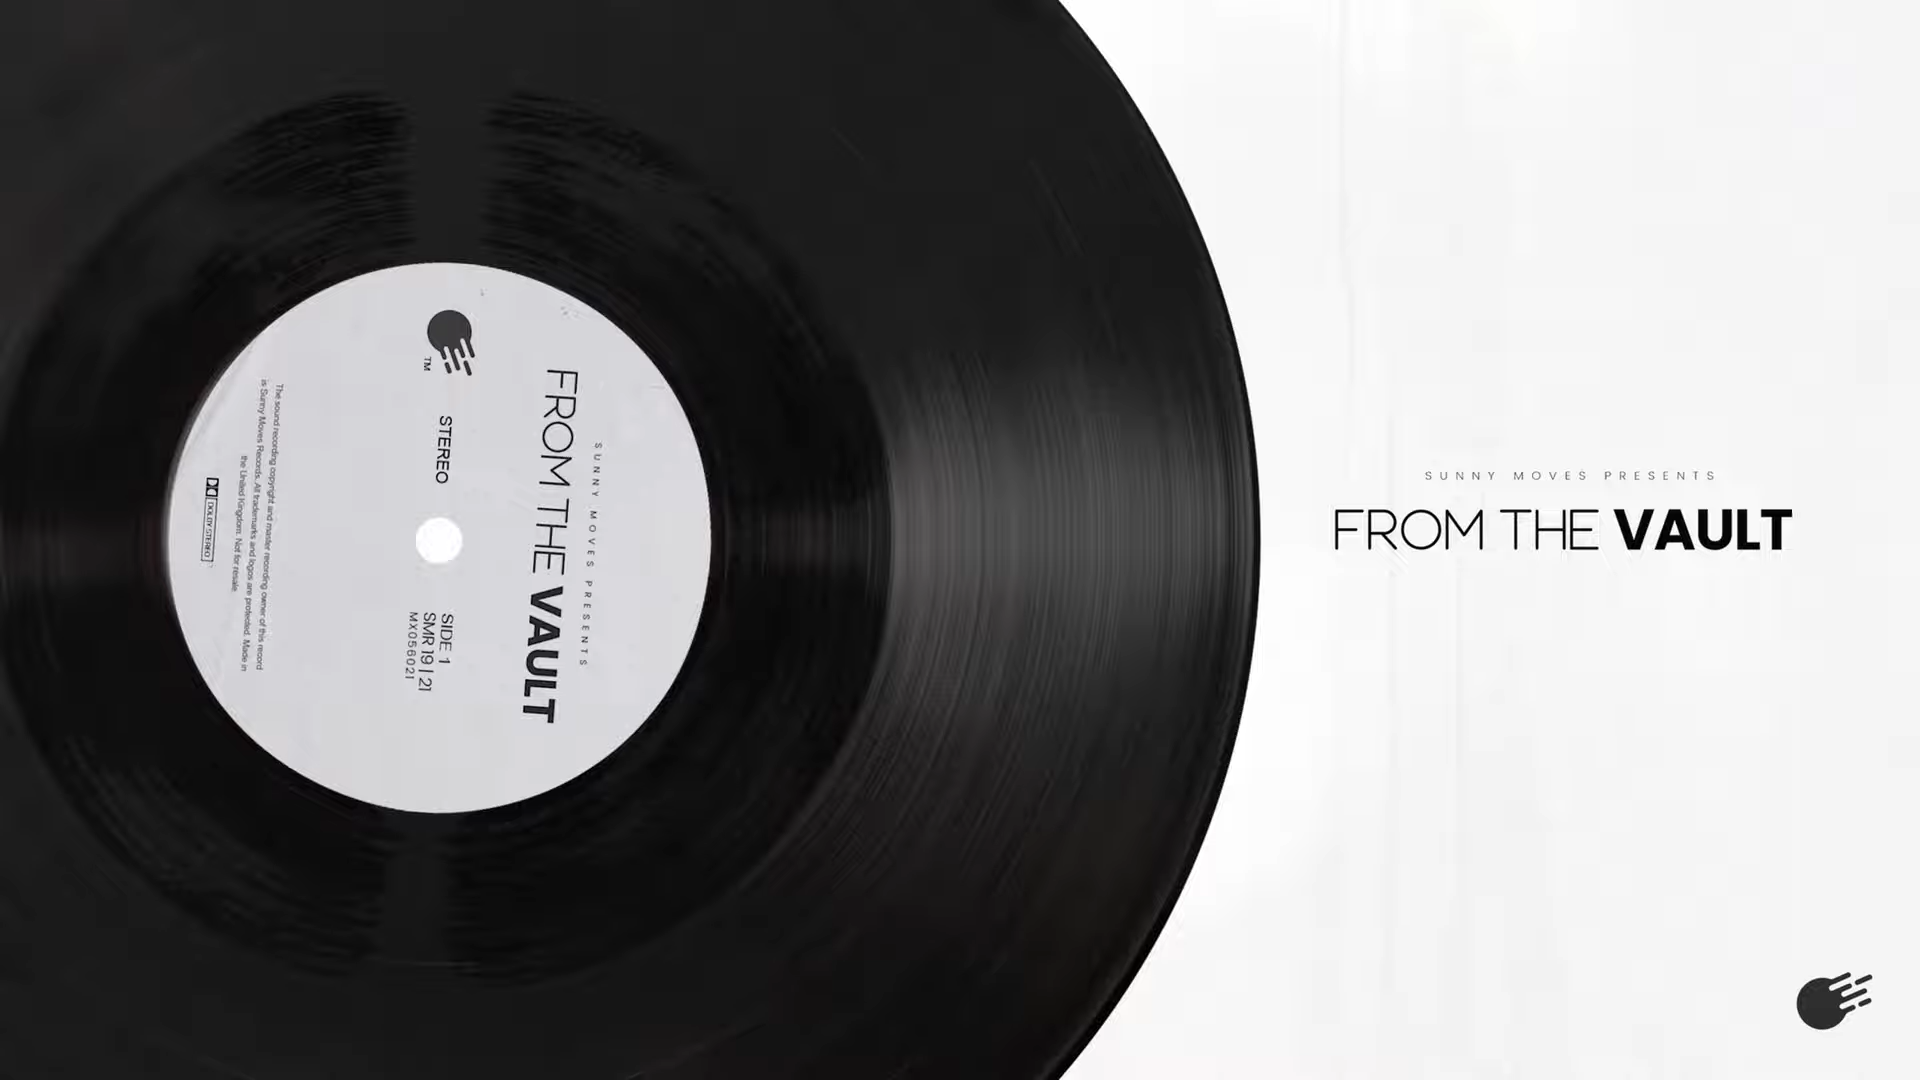 SUNNY MOVES PRESENTS
FROM THE VAULT
TM
STEREO
SIDE 1
SMR 19 | 21
MX056021
The sound recording copyright and master recording owner of this record
is Sunny Moves Records. All trademarks and logos are protected. Made in
the United Kingdom. Not for resale.
DOLBY STEREO
SUNNY MOVES PRESENTS
FROM THE VAULT